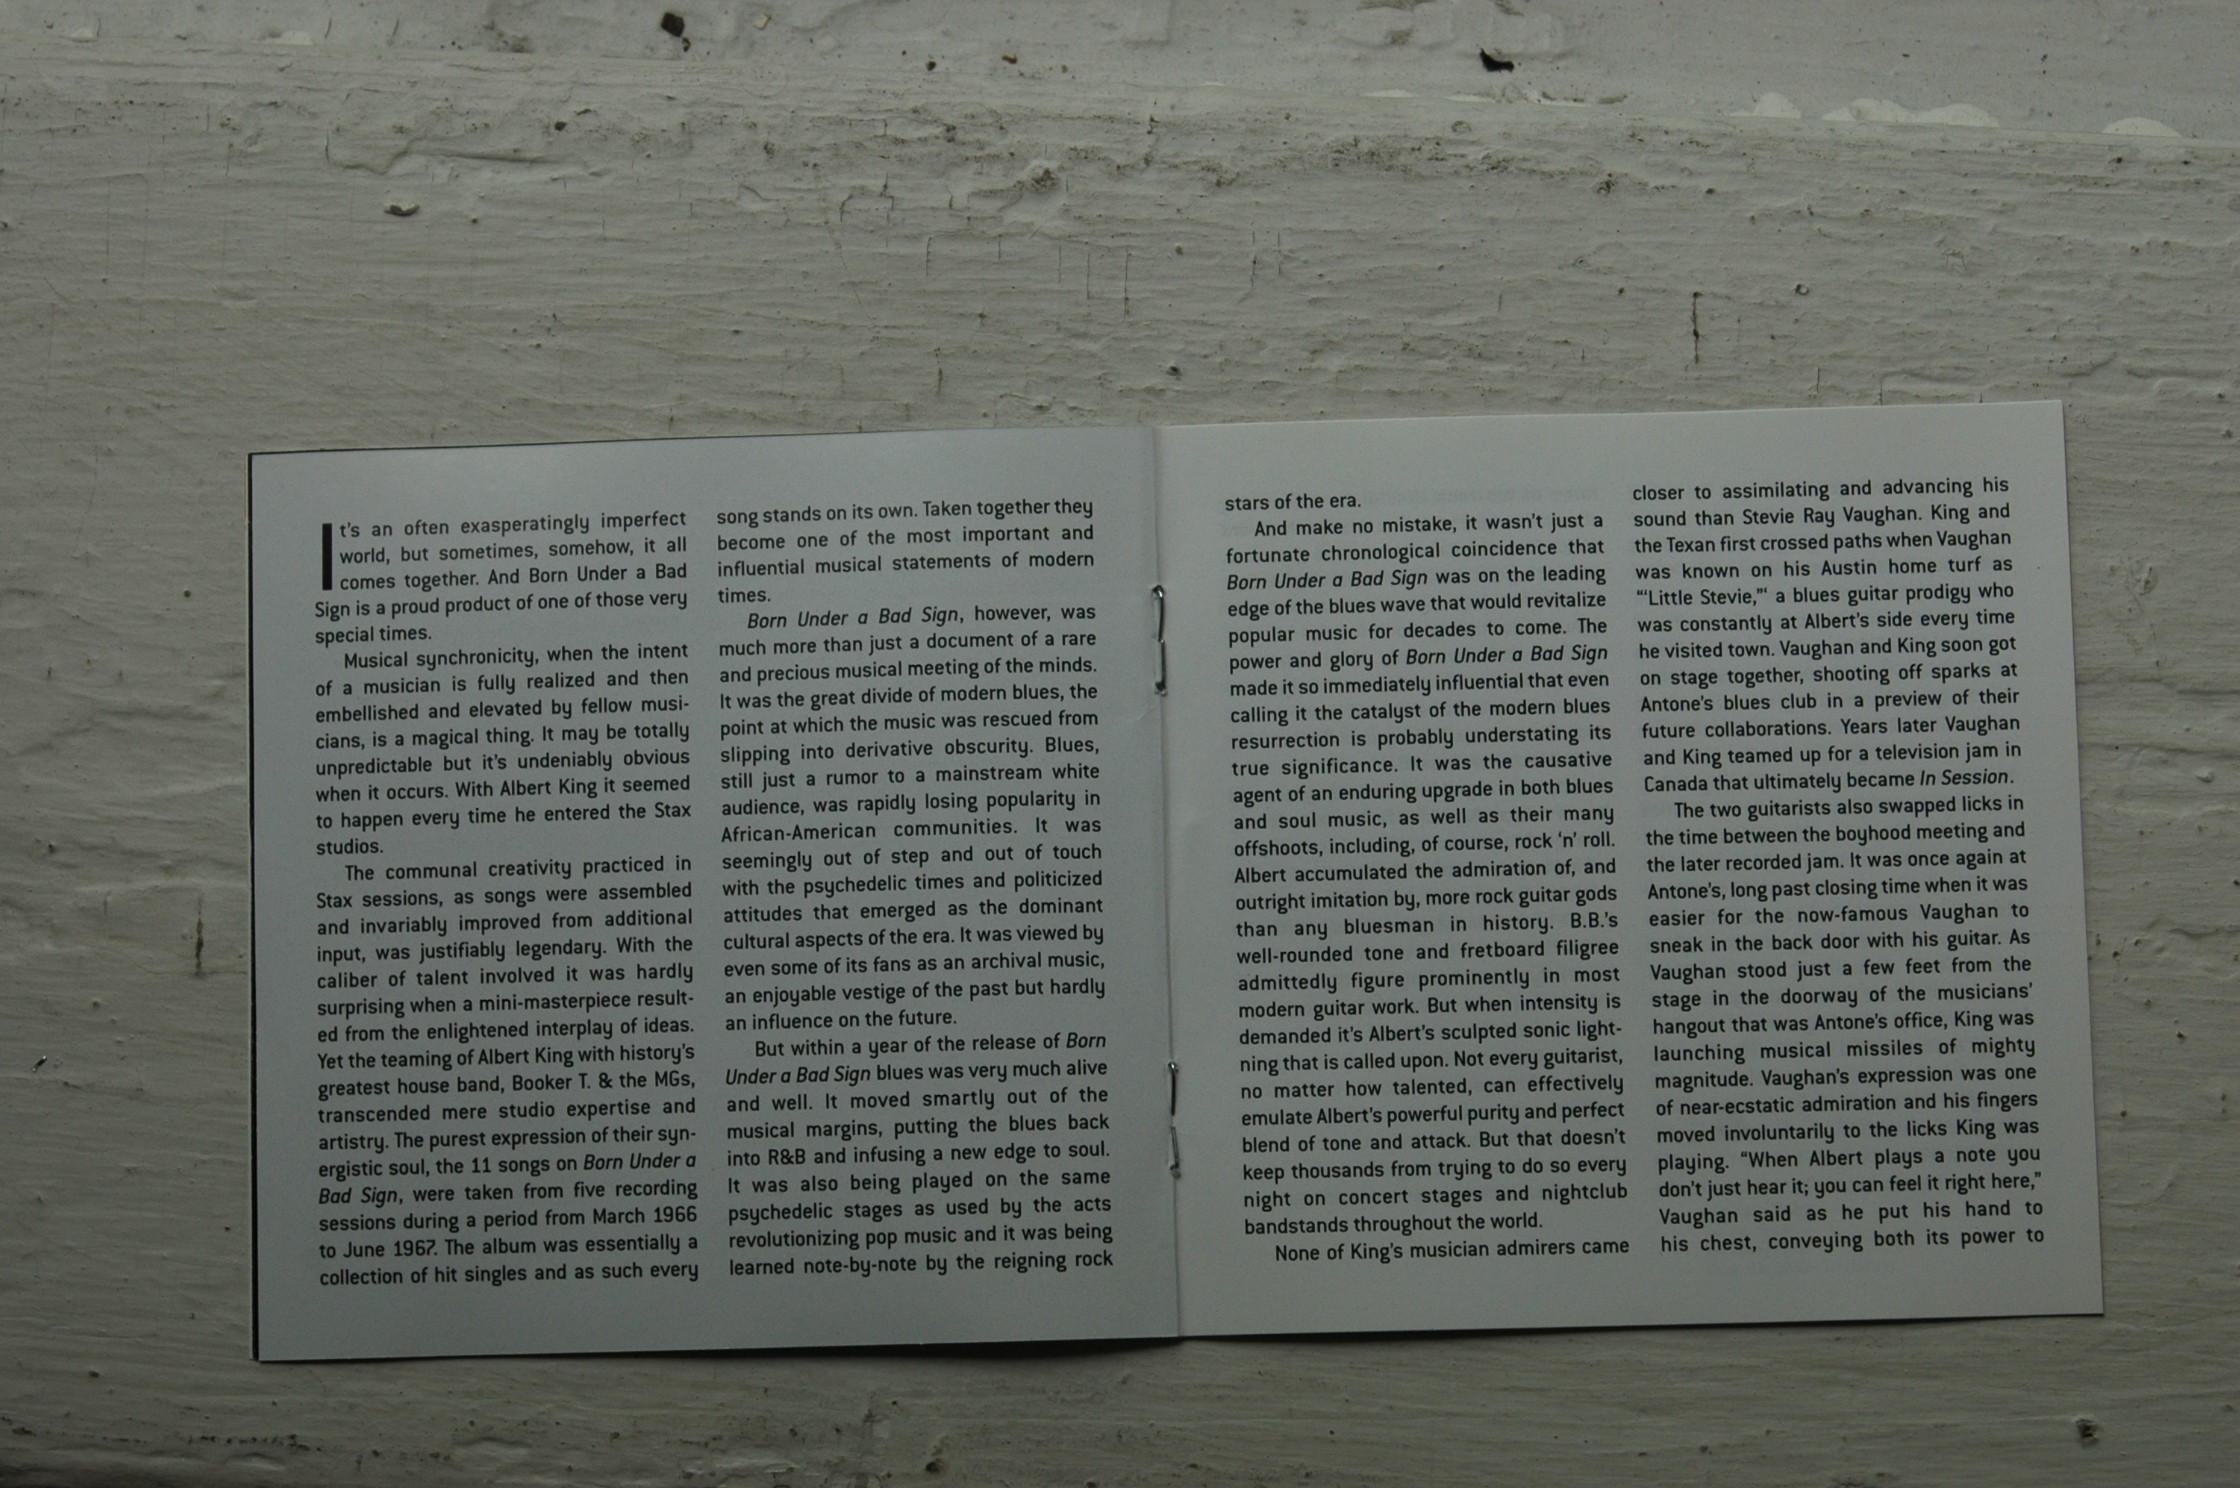 It's an often exasperatingly imperfect
world, but sometimes, somehow, it all
comes together. And Born Under a Bad
Sign is a proud product of one of those very
special times.
Musical synchronicity, when the intent
of a musician is fully realized and then
embellished and elevated by fellow musi-
cians, is a magical thing. It may be totally
unpredictable but it's undeniably obvious
when it occurs. With Albert King it seemed
to happen every time he entered the Stax
studios.
The communal creativity practiced in
Stax sessions, as songs were assembled
and invariably improved from additional
input, was justifiably legendary. With the
caliber of talent involved it was hardly
surprising when a mini-masterpiece result-
ed from the enlightened interplay of ideas.
Yet the teaming of Albert King with history's
greatest house band, Booker T. & the MGs,
transcended mere studio expertise and
artistry. The purest expression of their syn-
ergistic soul, the 11 songs on Born Under a
Bad Sign, were taken from five recording
sessions during a period from March 1966
to June 1967. The album was essentially a
collection of hit singles and as such every
song stands on its own. Taken together they
become one of the most important and
influential musical statements of modern
times.
Born Under a Bad Sign, however, was
much more than just a document of a rare
and precious musical meeting of the minds.
It was the great divide of modern blues, the
point at which the music was rescued from
slipping into derivative obscurity. Blues,
still just a rumor to a mainstream white
audience, was rapidly losing popularity in
African-American communities. It was
seemingly out of step and out of touch
with the psychedelic times and politicized
attitudes that emerged as the dominant
cultural aspects of the era. It was viewed by
even some of its fans as an archival music,
an enjoyable vestige of the past but hardly
an influence on the future.
But within a year of the release of Born
Under a Bad Sign blues was very much alive
and well. It moved smartly out of the
musical margins, putting the blues back
into R&B and infusing a new edge to soul.
It was also being played on the same
psychedelic stages as used by the acts
revolutionizing pop music and it was being
learned note-by-note by the reigning rock
stars of the era.
And make no mistake, it wasn't just a
fortunate chronological coincidence that
Born Under a Bad Sign was on the leading
edge of the blues wave that would revitalize
popular music for decades to come. The
power and glory of Born Under a Bad Sign
made it so immediately influential that even
calling it the catalyst of the modern blues
resurrection is probably understating its
true significance. It was the causative
agent of an enduring upgrade in both blues
and soul music, as well as their many
offshoots, including, of course, rock 'n' roll.
Albert accumulated the admiration of, and
outright imitation by, more rock guitar gods
than any bluesman in history. B.B.'s
well-rounded tone and fretboard filigree
admittedly figure prominently in most
modern guitar work. But when intensity is
demanded it's Albert's sculpted sonic light-
ning that is called upon. Not every guitarist,
no matter how talented, can effectively
emulate Albert's powerful purity and perfect
blend of tone and attack. But that doesn't
keep thousands from trying to do so every
night on concert stages and nightclub
bandstands throughout the world.
None of King's musician admirers came
closer to assimilating and advancing his
sound than Stevie Ray Vaughan. King and
the Texan first crossed paths when Vaughan
was known on his Austin home turf as
"'Little Stevie,"' a blues guitar prodigy who
was constantly at Albert's side every time
he visited town. Vaughan and King soon got
on stage together, shooting off sparks at
Antone's blues club in a preview of their
future collaborations. Years later Vaughan
and King teamed up for a television jam in
Canada that ultimately became In Session.
The two guitarists also swapped licks in
the time between the boyhood meeting and
the later recorded jam. It was once again at
Antone's, long past closing time when it was
easier for the now-famous Vaughan to
sneak in the back door with his guitar. As
Vaughan stood just a few feet from the
stage in the doorway of the musicians'
hangout that was Antone's office, King was
launching musical missiles of mighty
magnitude. Vaughan's expression was one
of near-ecstatic admiration and his fingers
moved involuntarily to the licks King was
playing. "When Albert plays a note you
don't just hear it; you can feel it right here,"
Vaughan said as he put his hand to
his chest, conveying both its power to